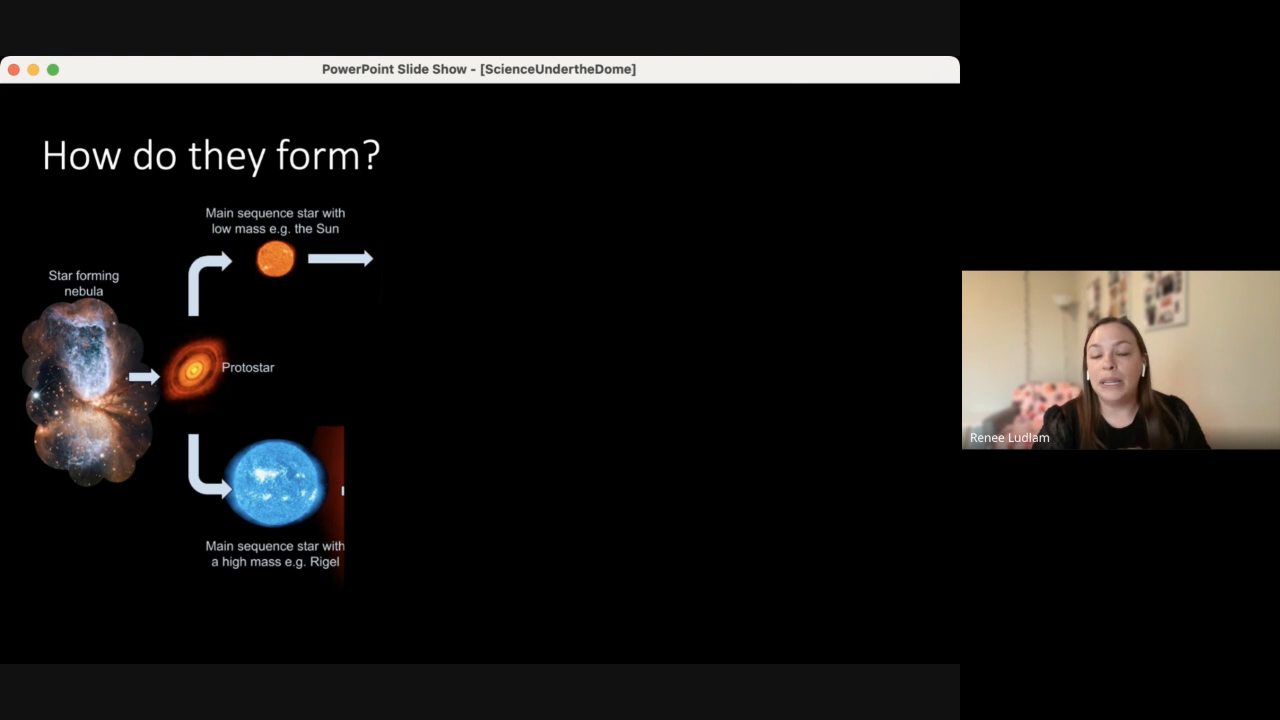 PowerPoint Slide Show - [ScienceUndertheDome]
How do they form?
Main sequence star with
low mass e.g. the Sun
Star forming
nebula
Protostar
Main sequence star with
a high mass e.g. Rigel
Renee Ludlam